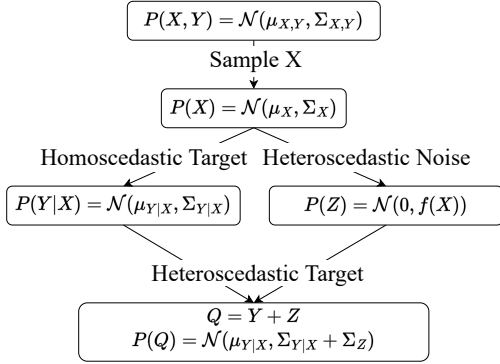 P(X, Y) = 𝒩(μ_{X,Y}, Σ_{X,Y})
Sample X
P(X) = 𝒩(μ_X, Σ_X)
Homoscedastic Target Heteroscedastic Noise
P(Y|X) = 𝒩(μ_{Y|X}, Σ_{Y|X}) P(Z) = 𝒩(0, f(X))
Heteroscedastic Target
Q = Y + Z
P(Q) = 𝒩(μ_{Y|X}, Σ_{Y|X} + Σ_Z)